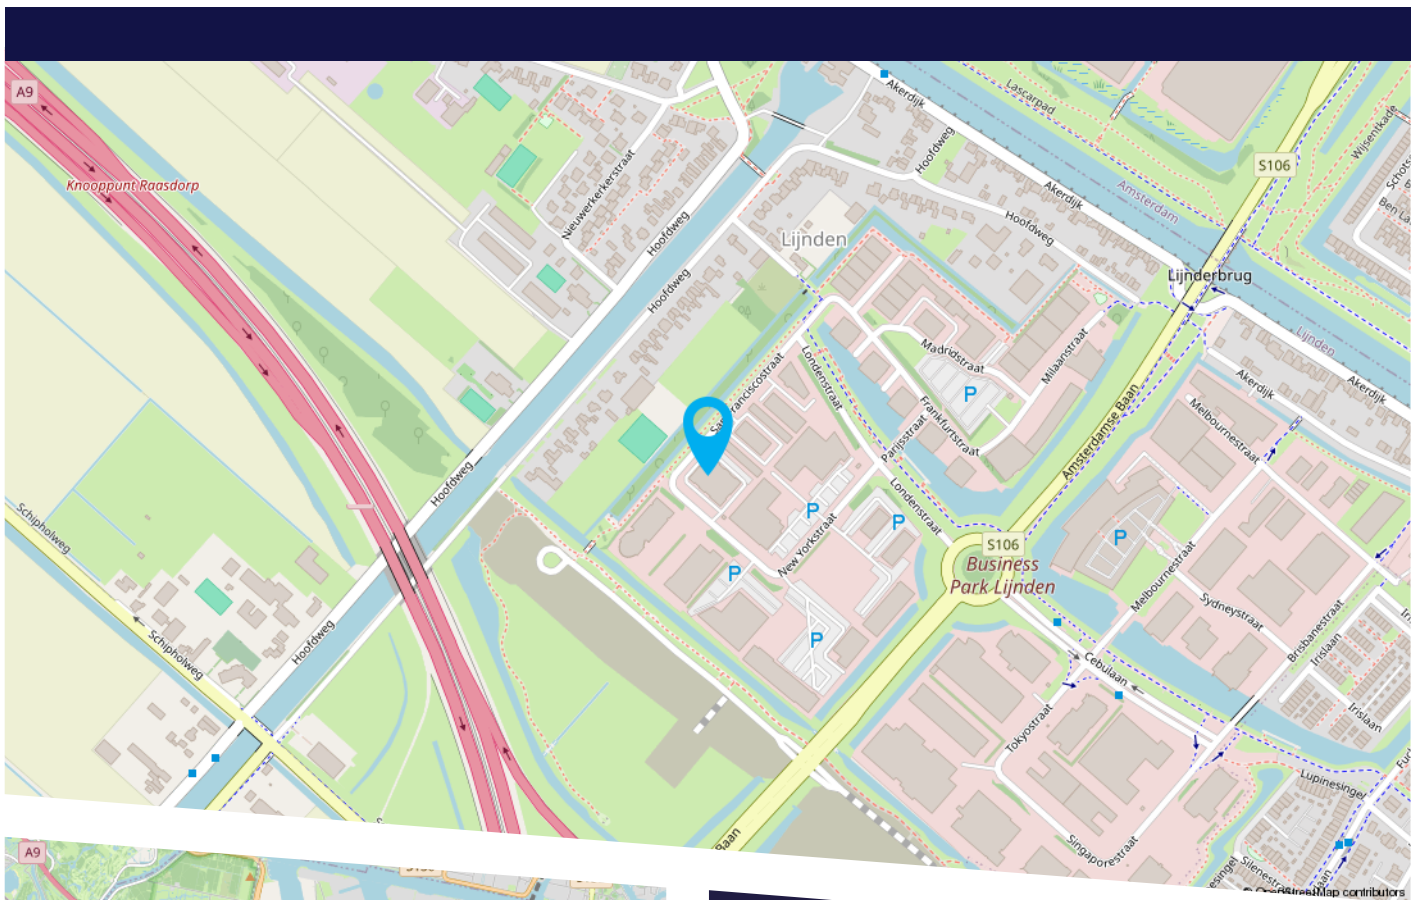 A9
Akerdijk
Lascarpad
Wijsentkade
S106
Hoofdweg
Knooppunt Raasdorp
Nieuwerkerkerstraat
Akerdijk
Amsterdam
Hoofdweg
Hoofdweg
Lijnden
Lijnderbrug
Hoofdweg
Lijnden
Madridstraat
Milaanstraat
Londenstraat
Akerdijk
Akerdijk
P
Frankfurtstraat
Parijsstraat
Amsterdamse Baan
Melbournestraat
Hoofdweg
Londenstraat
Schipholweg
P
P
P
New Yorkstraat
S106
Business
Park Lijnden
P
Melbournestraat
Sydneystraat
Brisbanestraat
Hoofdweg
Schipholweg
P
Irislaan
Cebulaan
Irislaan
Tokyostraat
Lupinesingel
Baan
Singaporestraat
A9
© OpenStreetMap contributors